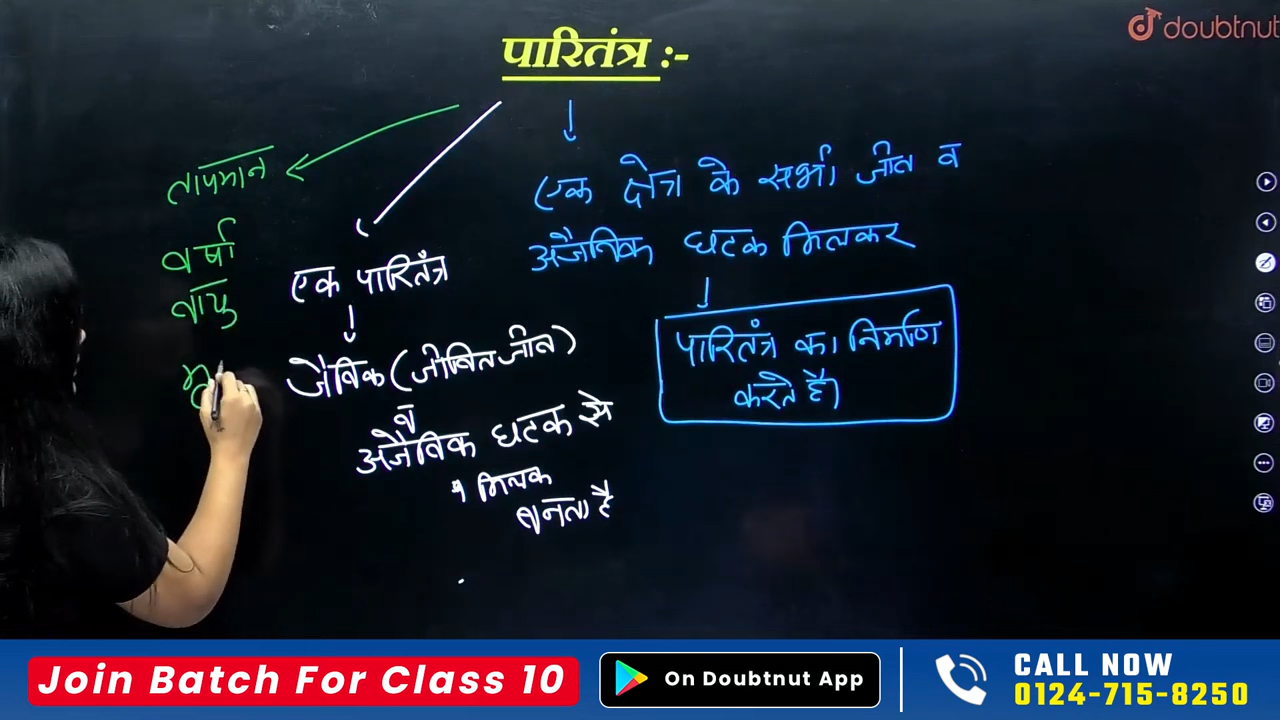 doubtnut
पारितंत्र :-
तापमान
वर्षा
वायु
मृ
एक पारितंत्र
जैविक (जीवित जीव)
व
अजैविक घटक से
मिलक
बनता है
एक क्षेत्र के सभी जीव व
अजैविक घटक मिलकर
पारितंत्र का निर्माण
करते है।
Join Batch For Class 10
On Doubtnut App
CALL NOW
0124-715-8250